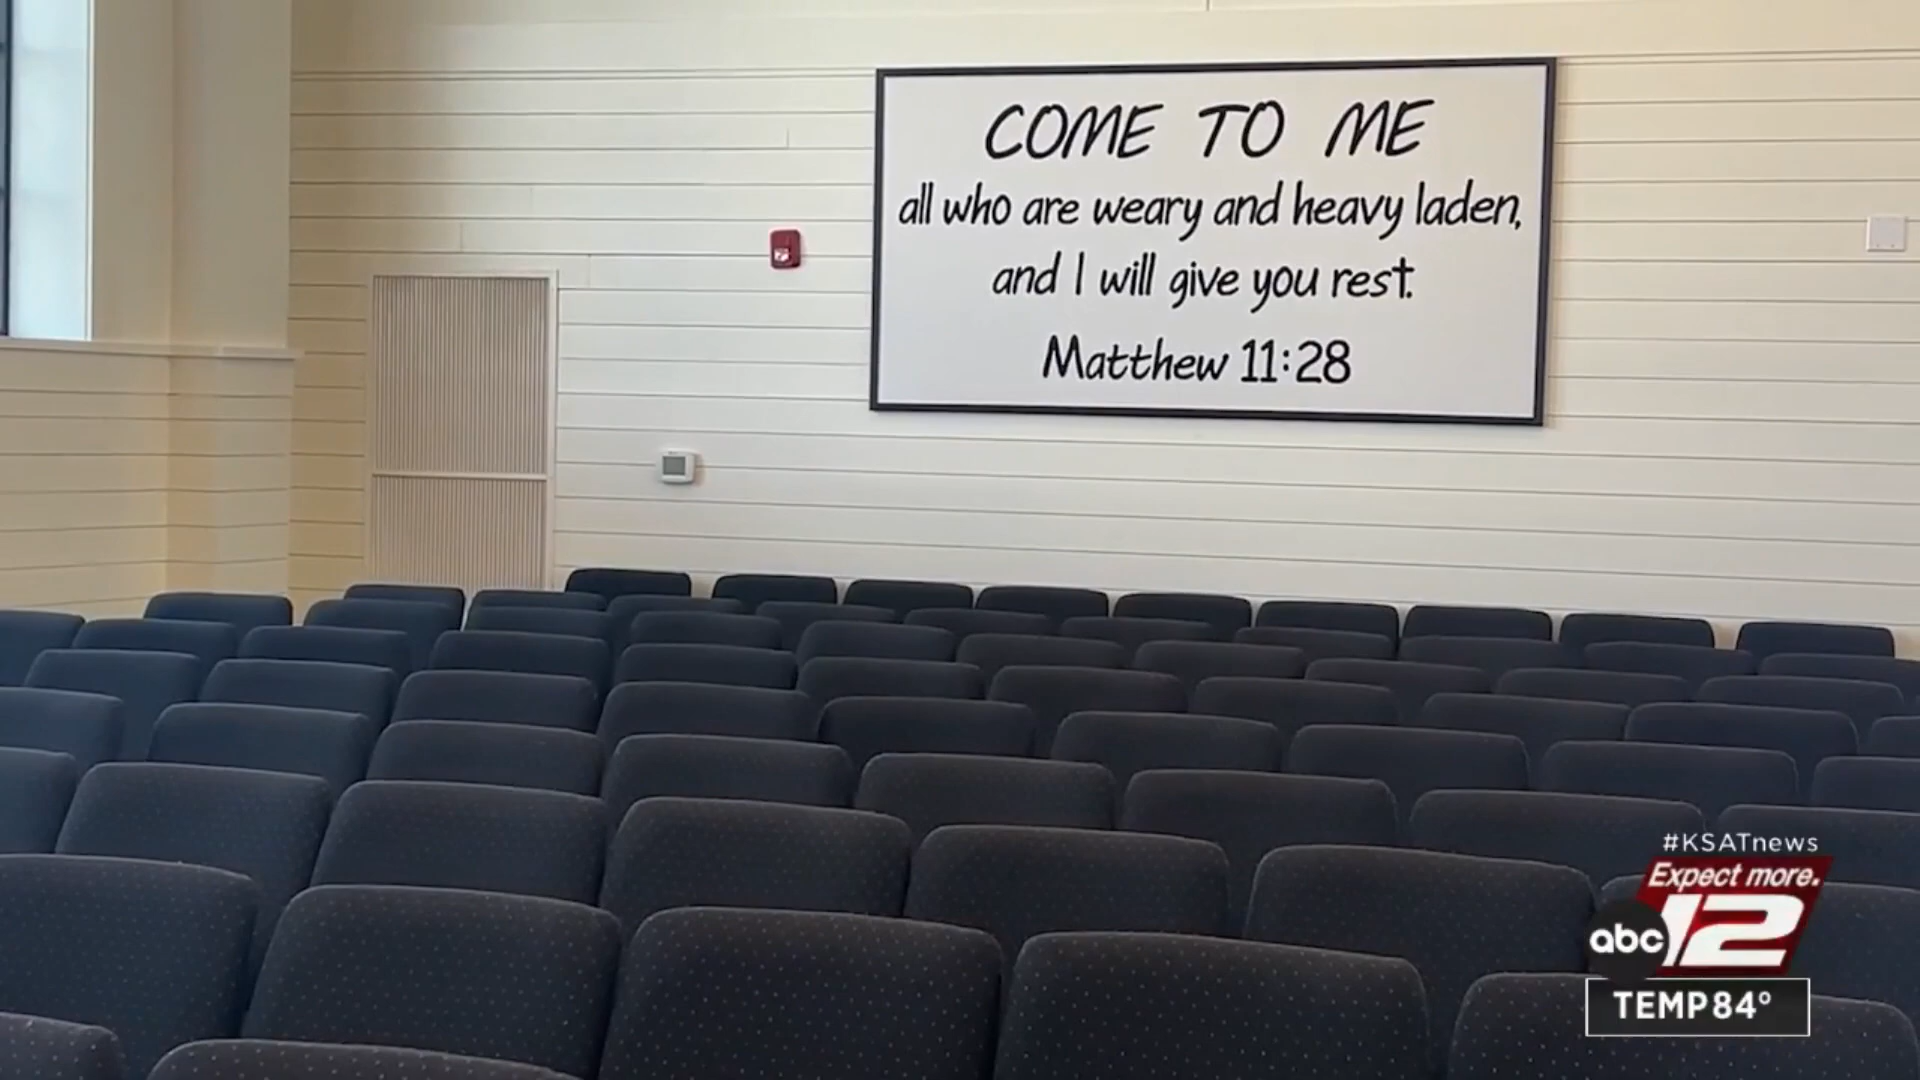 COME TO ME
all who are weary and heavy laden,
and I will give you rest.
Matthew 11:28
#KSATnews
Expect more.
abc 12
TEMP 84°